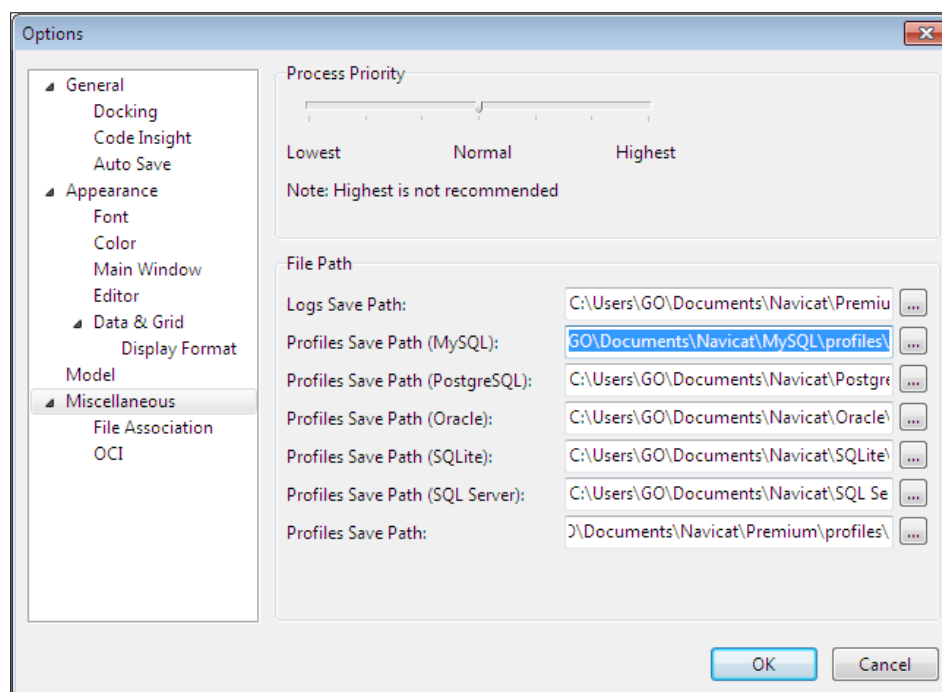 Options
General
Docking
Code Insight
Auto Save
Appearance
Font
Color
Main Window
Editor
Data & Grid
Display Format
Model
Miscellaneous
File Association
OCI
Process Priority
Lowest Normal Highest
Note: Highest is not recommended
File Path
Logs Save Path: C:\Users\GO\Documents\Navicat\Premiu ...
Profiles Save Path (MySQL): GO\Documents\Navicat\MySQL\profiles\ ...
Profiles Save Path (PostgreSQL): C:\Users\GO\Documents\Navicat\Postgre ...
Profiles Save Path (Oracle): C:\Users\GO\Documents\Navicat\Oracle\ ...
Profiles Save Path (SQLite): C:\Users\GO\Documents\Navicat\SQLite\ ...
Profiles Save Path (SQL Server): C:\Users\GO\Documents\Navicat\SQL Se ...
Profiles Save Path: O\Documents\Navicat\Premium\profiles\ ...
OK Cancel